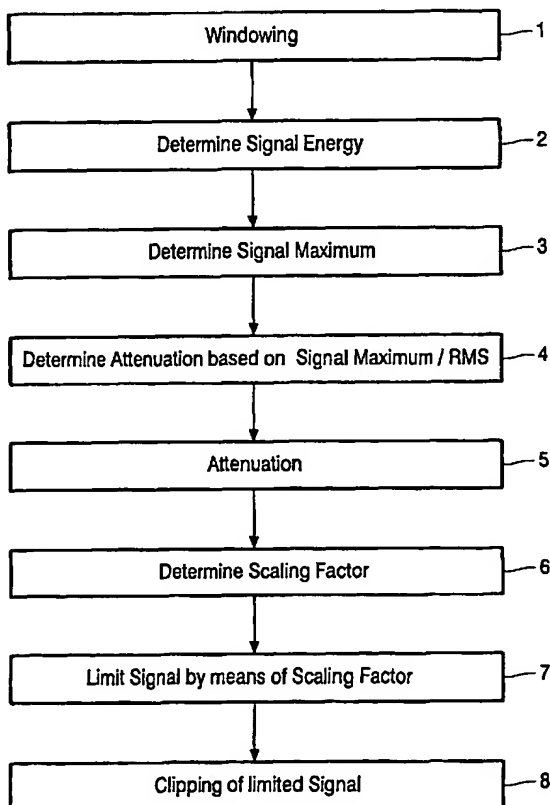 Windowing 1
Determine Signal Energy 2
Determine Signal Maximum 3
Determine Attenuation based on Signal Maximum / RMS 4
Attenuation 5
Determine Scaling Factor 6
Limit Signal by means of Scaling Factor 7
Clipping of limited Signal 8